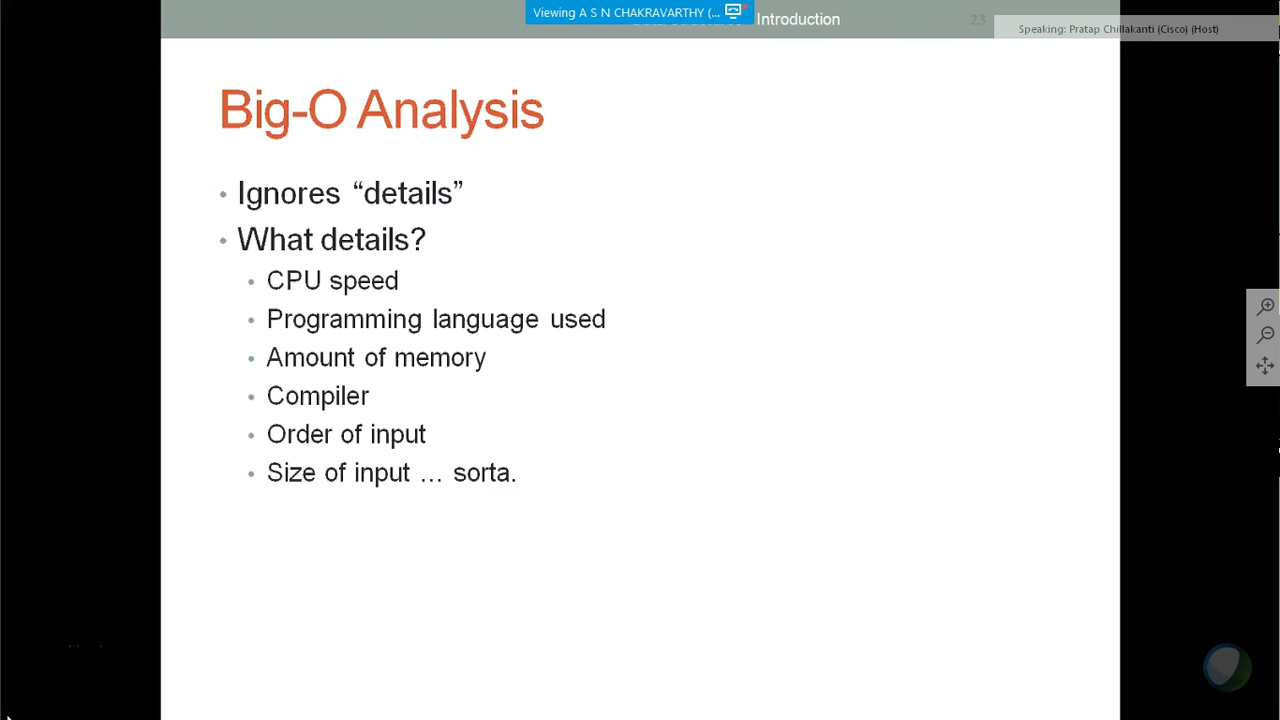 Viewing A S N CHAKRAVARTHY (...
Introduction
23
Speaking: Pratap Chillakanti (Cisco) (Host)
Big-O Analysis
• Ignores “details”
• What details?
• CPU speed
• Programming language used
• Amount of memory
• Compiler
• Order of input
• Size of input … sorta.